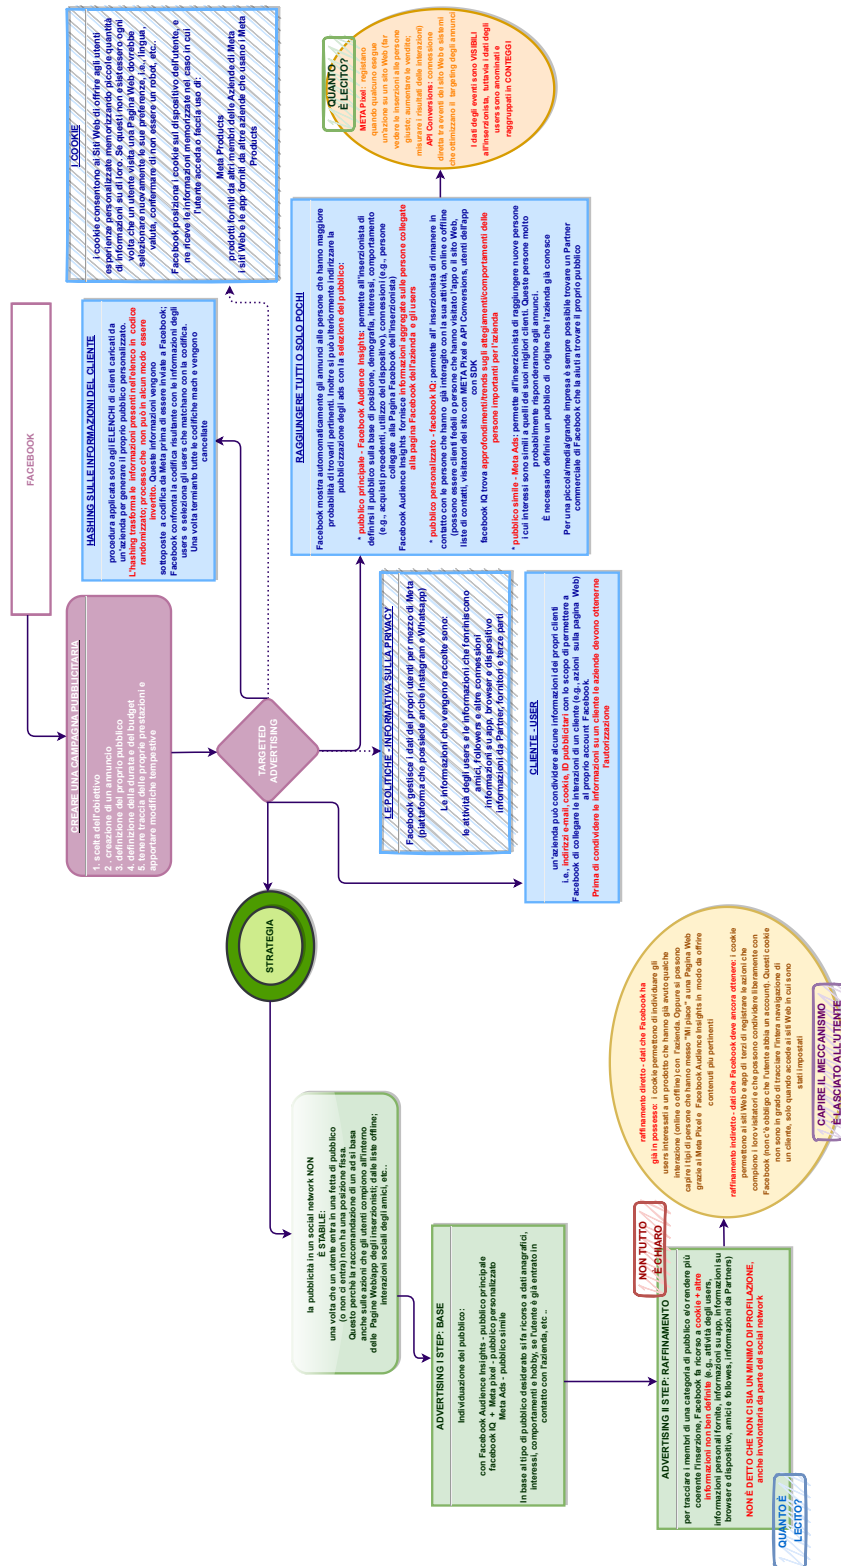 FACEBOOK
CREARE UNA CAMPAGNA PUBBLICITARIA
1. scelta dell'obiettivo
2. creazione di un annuncio
3. definizione del proprio pubblico
4. definizione della durata e del budget
5. tenere traccia delle proprie prestazioni e
apportare modifiche tempestive
TARGETED
ADVERTISING
I COOKIE
i cookie consentono ai Siti Web di offrire agli utenti
esperienze personalizzate memorizzando piccole quantità
di informazioni su di loro. Se questi non esistessero ogni
volta che un utente visita una Pagina Web dovrebbe
selezionare nuovamente le sue preferenze, i.e., lingua,
valuta, confermare di non essere un robot, etc..
Facebook posiziona i cookie sul dispositivo dell'utente, e
ne riceve le informazioni memorizzate nel caso in cui
l'utente acceda o faccia uso di:
Meta Products
prodotti forniti da altri membri delle Aziende di Meta
i siti Web e le app forniti da altre aziende che usano i Meta
Products
HASHING SULLE INFORMAZIONI DEL CLIENTE
procedura applicata solo agli ELENCHI di clienti caricati da
un'azienda per generare il proprio pubblico personalizzato.
L'hashing trasforma le informazioni presenti nell'elenco in codice
randomizzato; processo che non può in alcun modo essere
invertito. Queste informazioni vengono
sottoposte a codifica da Meta prima di essere inviate a Facebook;
Facebook confronta la codifica risultante con le informazioni degli
users e seleziona gli users che matchano con la codifica.
Una volta termianto tutte le codifiche mach e vengono
cancellate
RAGGIUNGERE TUTTI O SOLO POCHI
Facebook mostra automoaticamente gli annunci alle persone che hanno maggiore
probabilità di trovarli pertinenti. Inoltre si può ulteriormente indirizzare la
pubblicizzazione degli ads con la selezione del pubblico:
* pubblico principale - Facebook Audience Insights: permette all'inserzionista di
definirsi il pubblico sulla base di posizione, demografia, interessi, comportamento
(e.g., acquisti precedenti, utilizzo del dispositivo), connessioni (e.g., persone
collegate alla Pagina Facebook dell'inserzionista)
Facebook Audience Insights fornisce informazioni aggregate sulle persone collegate
alla pagina Facebook dell'azienda e gli users
* pubblico personalizzato - facebook IQ: permette all' inserzionista di rimanere in
contatto con le persone che hanno già interagito con la sua attività, online o offline
(possono essere clienti fedeli o persone che hanno visitato l'app o il sito Web,
liste di contatti, visitatori del sito con META Pixel e API Conversions, utenti dell'app
con SDK
facebook IQ trova approfondimenti/trends sugli attegiamenti/comportamenti delle
persone importanti per l'azienda
* pubblico simile - Meta Ads: permette all'inserzionista di raggiungere nuove persone
i cui interessi sono simili a quelli dei suoi migliori clienti. Queste persone molto
probabilmente risponderanno agli annunci.
È necessario definire un pubblico di origine che l'azienda già conosce
Per una piccola/media/grande impresa è sempre possibile trovare un Partner
commerciale di Facebook che la aiuti a trovare il proprio pubblico
QUANTO
È LECITO?
META Pixel: registrano
quando qualcuno esegue
un'azione su un sito Web (far
vedere le inserzioni alle persone
giuste; aumentare le vendite;
misurare i risultati delle interazioni)
API Conversions: connessione
diretta tra eventi del sito Web e sistemi
che ottimizzano il targeting degli annunci
I dati degli eventi sono VISIBILI
all'inserzionista, tuttavia i dati degli
users sono anonimati e
raggruppati in CONTEGGI
LE POLITICHE - INFORMATIVA SULLA PRIVACY
Facebook gestisce i dati dei propri utenti per mezzo di Meta
(piattaforma che possiede anche Instagram e Whatsapp)
Le informazioni che vengono raccolte sono:
le attività degli users e le informazioni che fonriniscono
amici, followers e altre connessioni
informazioni su app, browser e dispositivo
informazioni da Partner, fornitori e terze parti
CLIENTE - USER
un'azienda può condividere alcune informazioni dei propri clienti
i.e., indirizzi e-mail, cookie, ID pubblicitari con lo scopo di permettere a
Facebook di collegare le interazioni di un cliente (e.g., azioni sulla pagina Web)
al proprio account Facebook.
Prima di condividere le informazioni su un cliente le aziende devono ottenerne
l'autorizzazione
STRATEGIA
la pubblicità in un social network NON
È STABILE:
una volta che un utente entra in una fetta di pubblico
(o non ci entra) non ha una posizione fissa.
Questo perchè la raccomandazione di un ad si basa
anche sulle azioni che gli utenti compiono all'interno
delle Pagine Web/app degli inserzionisti; dalle liste offline;
interazioni sociali degli amici, etc...
ADVERTISING I STEP: BASE
Individuazione del pubblico:
con Facebook Audience Insights - pubblico principale
facebook IQ + Meta pixel - pubblico personalizzato
Meta Ads - pubblico simile
In base al tipo di pubblico desiderato si fa ricorso a dati anagrafici,
interessi, comportamenti e hobby, se l'utente è già entrato in
contatto con l'azienda, etc ..
ADVERTISING II STEP: RAFFINAMENTO
per tracciare i membri di una categoria di pubblico e/o rendere più
coerente l'inserzione, Facebook fa ricorso a cookie + altre
informazioni non ben definite (e.g., attività degli users,
informazioni personali fornite, informazioni su app, informazioni su
browser e dispositivo, amici e followes, informazioni da Partners)
NON È DETTO CHE NON CI SIA UN MINIMO DI PROFILAZIONE,
anche involontaria da parte del social network
QUANTO È
LECITO?
NON TUTTO
È CHIARO
raffinamento diretto - dati che Facebook ha
già in possesso: i cookie permettono di individuare gli
users interessati a un prodotto che hanno già avuto qualche
interazione (online o offline) con l'azienda. Oppure si possono
capire i tipi di persone che hanno messo "Mi piace" a una Pagina Web
grazie ai Meta Pixel e Facebook Audience Insights in modo da offrire
contenuti piu pertinenti
raffinamento indiretto - dati che Facebook deve ancora ottenere: i cookie
permettono ai siti Web e app di terzi di registrare le azioni che
compiono i loro visitatori e che possono condividere liberamente con
Facebook (non c'è obbligo che l'utente abbia un account). Questi cookie
non sono in grado di tracciare l'intera navaigazione di
un cliente, solo quando accede ai siti Web in cui sono
stati impostati
CAPIRE IL MECCANISMO
È LASCIATO ALL'UTENTE